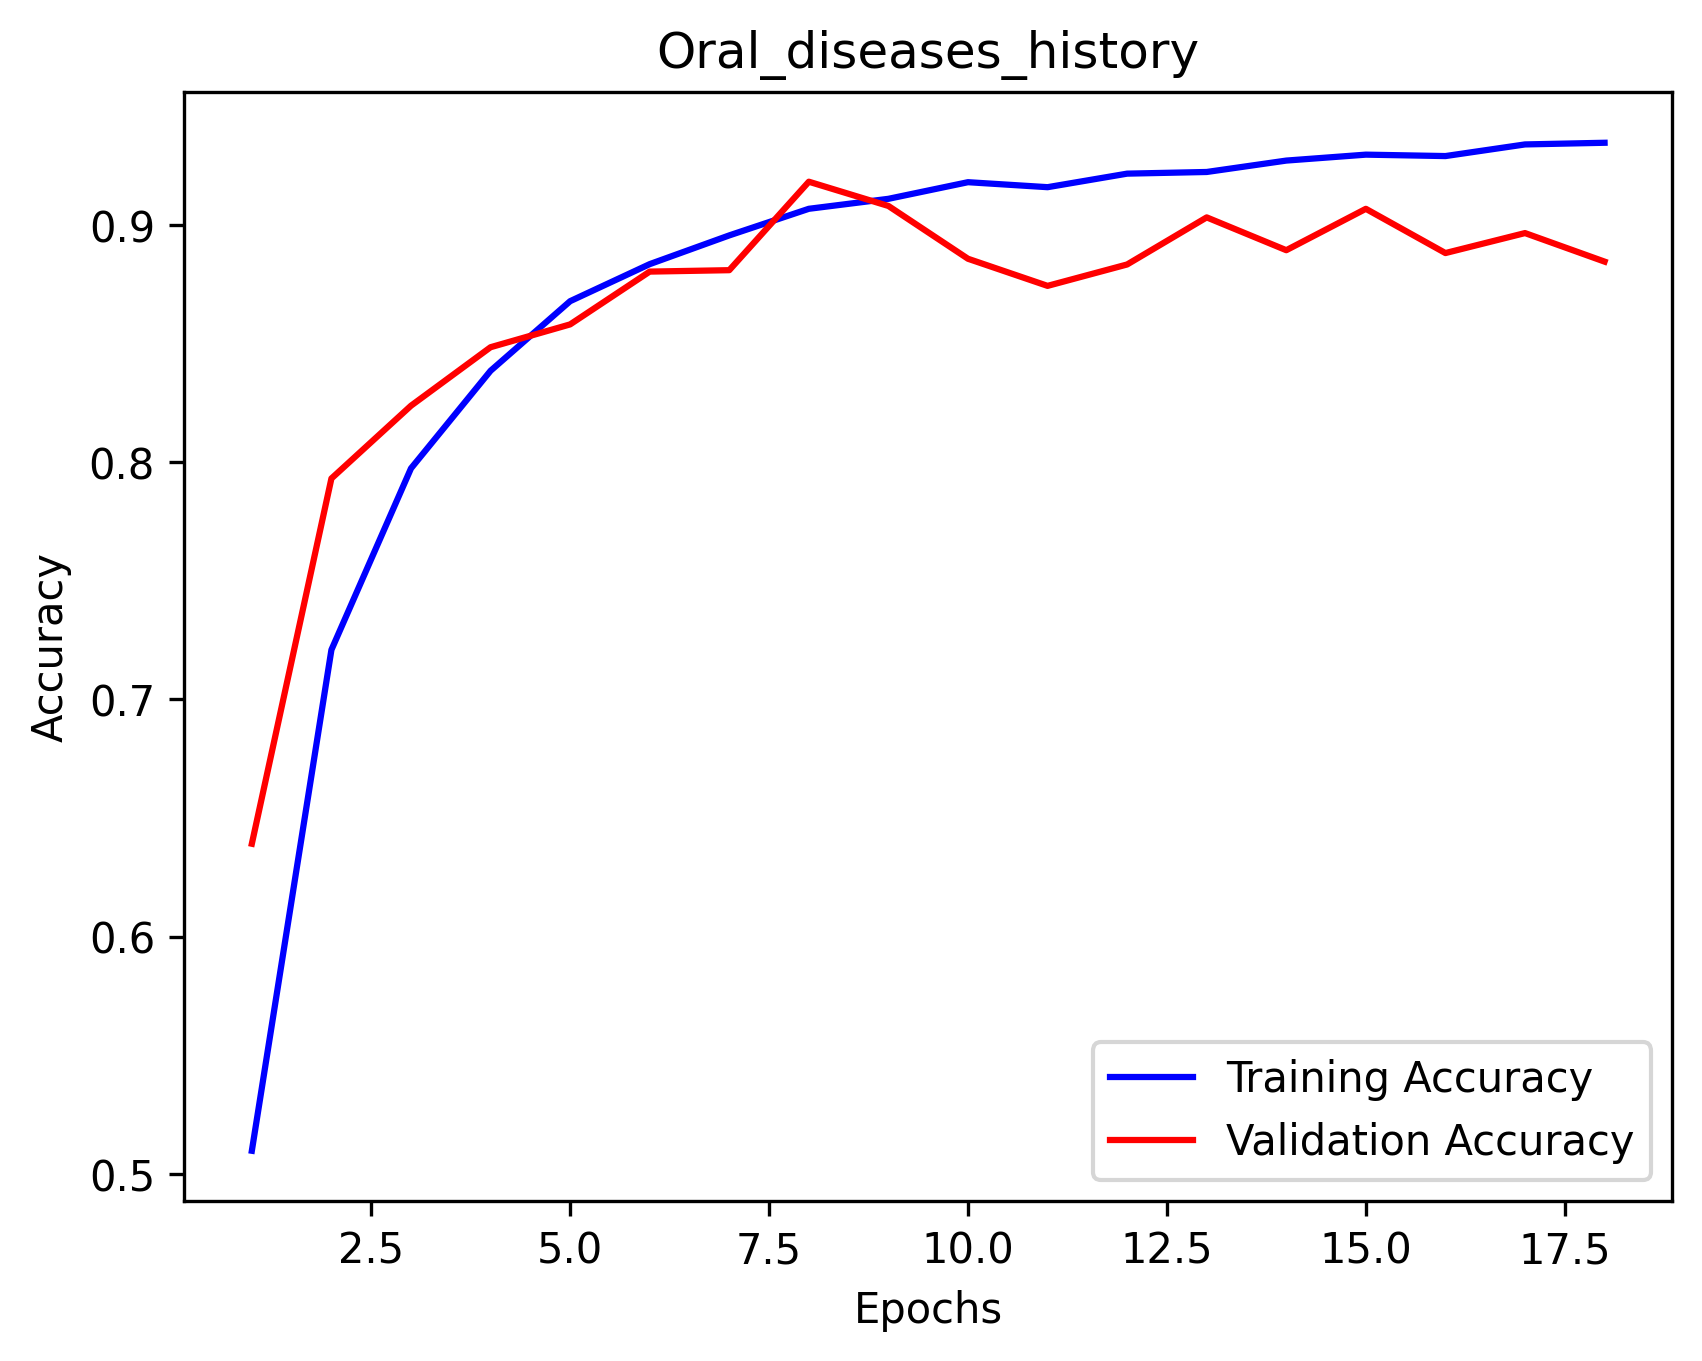 Oral_diseases_history
Accuracy
0.9
0.8
0.7
0.6
0.5
2.5 5.0 7.5 10.0 12.5 15.0 17.5
Epochs
Training Accuracy
Validation Accuracy